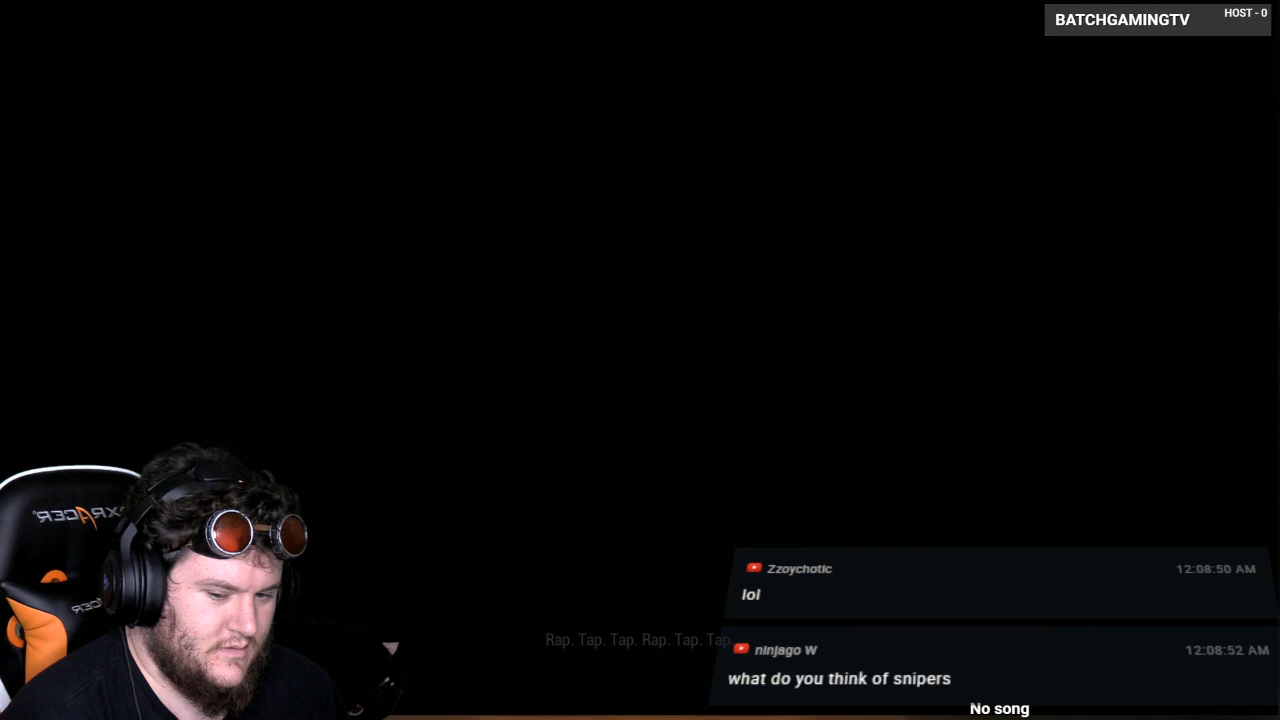 BATCHGAMINGTV
HOST - 0
Zzoychotic
12:08:50 AM
lol
Rap. Tap. Tap. Rap. Tap. Tap.
ninjago W
12:08:52 AM
what do you think of snipers
No song